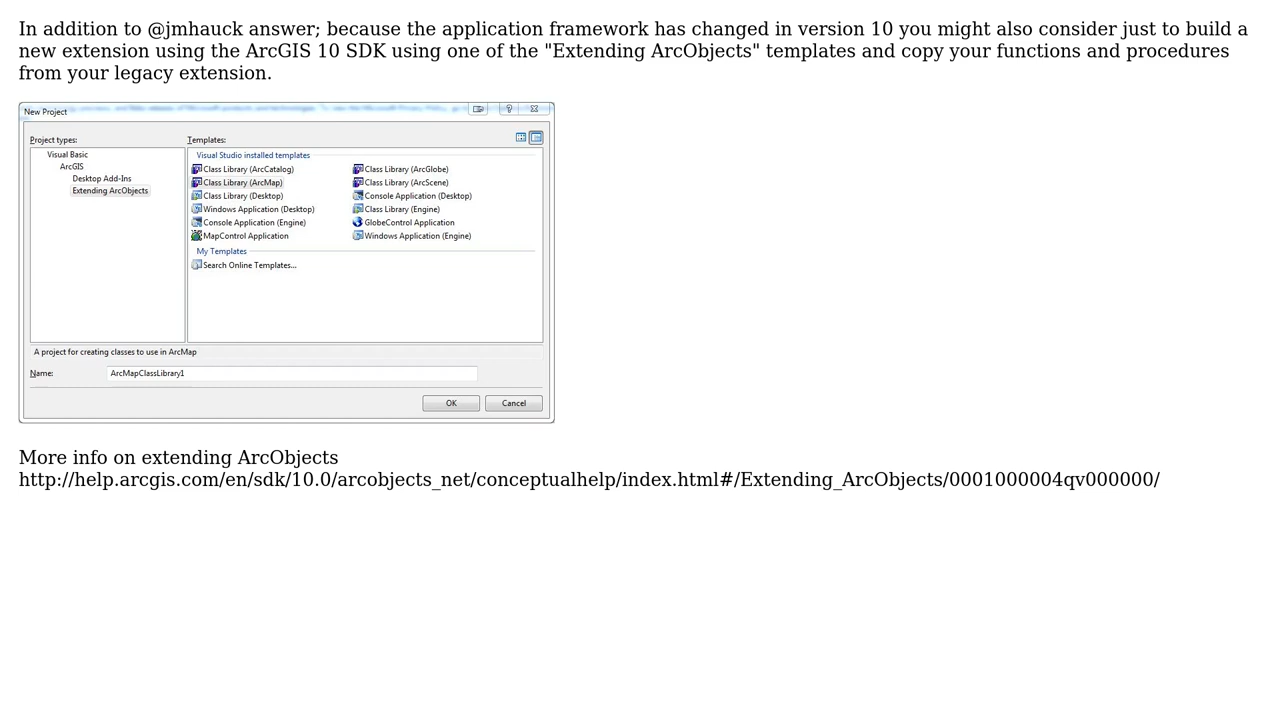 In addition to @jmhauck answer; because the application framework has changed in version 10 you might also consider just to build a
new extension using the ArcGIS 10 SDK using one of the "Extending ArcObjects" templates and copy your functions and procedures
from your legacy extension.
New Project
Project types:
Visual Basic
ArcGIS
Desktop Add-Ins
Extending ArcObjects
Templates:
Visual Studio installed templates
Class Library (ArcCatalog)
Class Library (ArcGlobe)
Class Library (ArcMap)
Class Library (ArcScene)
Class Library (Desktop)
Console Application (Desktop)
Windows Application (Desktop)
Class Library (Engine)
Console Application (Engine)
GlobeControl Application
MapControl Application
Windows Application (Engine)
My Templates
Search Online Templates...
A project for creating classes to use in ArcMap
Name:
ArcMapClassLibrary1
OK
Cancel
More info on extending ArcObjects
http://help.arcgis.com/en/sdk/10.0/arcobjects_net/conceptualhelp/index.html#/Extending_ArcObjects/0001000004qv000000/